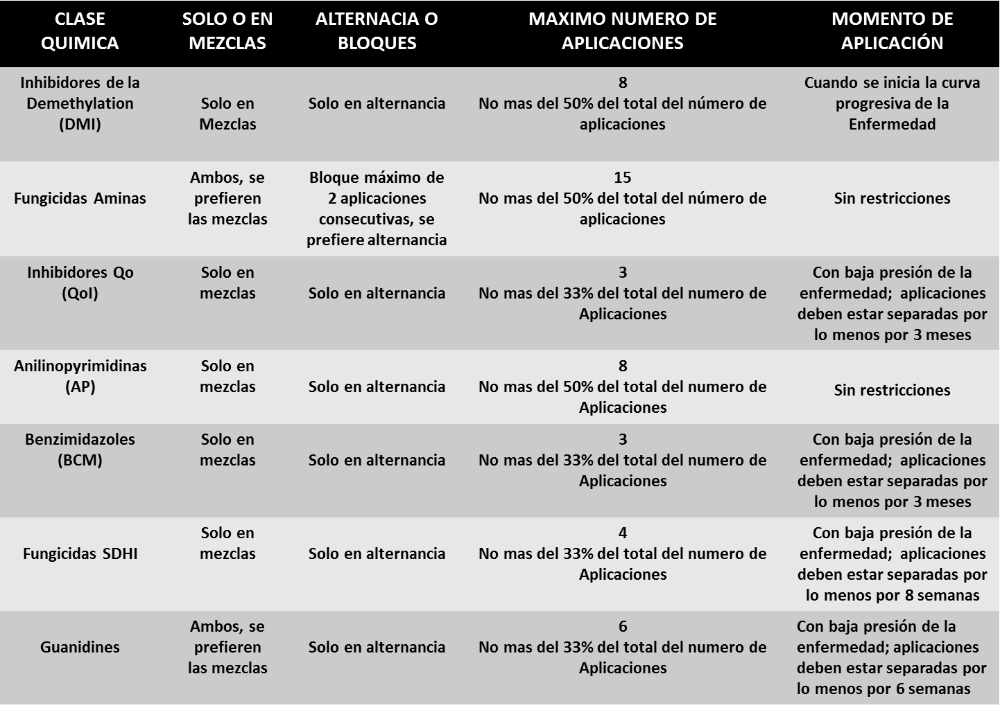 CLASE
QUIMICA
SOLO O EN
MEZCLAS
ALTERNACIA O
BLOQUES
MAXIMO NUMERO DE
APLICACIONES
MOMENTO DE
APLICACIÓN
Inhibidores de la
Demethylation
(DMI)
Solo en
Mezclas
Solo en alternancia
8
No mas del 50% del total del número de
aplicaciones
Cuando se inicia la curva
progresiva de la
Enfermedad
Fungicidas Aminas
Ambos, se
prefieren
las mezclas
Bloque máximo de
2 aplicaciones
consecutivas, se
prefiere alternancia
15
No mas del 50% del total del número de
aplicaciones
Sin restricciones
Inhibidores Qo
(QoI)
Solo en
mezclas
Solo en alternancia
3
No mas del 33% del total del numero de
Aplicaciones
Con baja presión de la
enfermedad; aplicaciones
deben estar separadas por
lo menos por 3 meses
Anilinopyrimidinas
(AP)
Solo en
mezclas
Solo en alternancia
8
No mas del 50% del total del numero de
Aplicaciones
Sin restricciones
Benzimidazoles
(BCM)
Solo en
mezclas
Solo en alternancia
3
No mas del 33% del total del numero de
Aplicaciones
Con baja presión de la
enfermedad; aplicaciones
deben estar separadas por
lo menos por 3 meses
Fungicidas SDHI
Solo en
mezclas
Solo en alternancia
4
No mas del 33% del total del numero de
Aplicaciones
Con baja presión de la
enfermedad; aplicaciones
deben estar separadas por
lo menos por 8 semanas
Guanidines
Ambos, se
prefieren
las mezclas
Solo en alternancia
6
No mas del 33% del total del numero de
Aplicaciones
Con baja presión de la
enfermedad; aplicaciones
deben estar separadas por
lo menos por 6 semanas